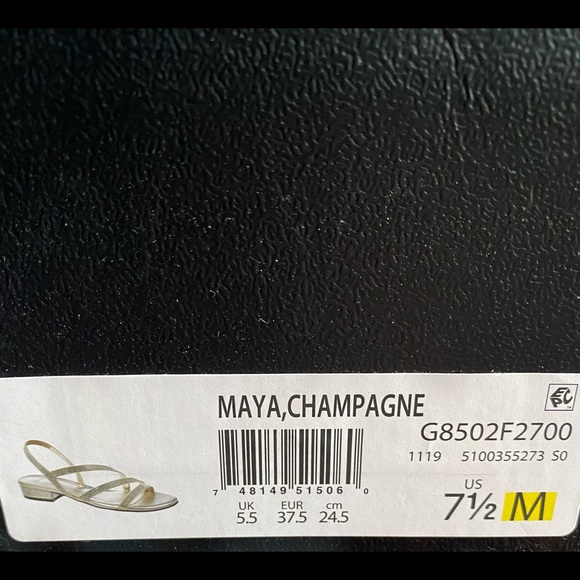 MAYA,CHAMPAGNE
EPC
G8502F2700
1119 5100355273 S0
7 48149 51506 0
UK EUR cm
5.5 37.5 24.5
US
7½ M